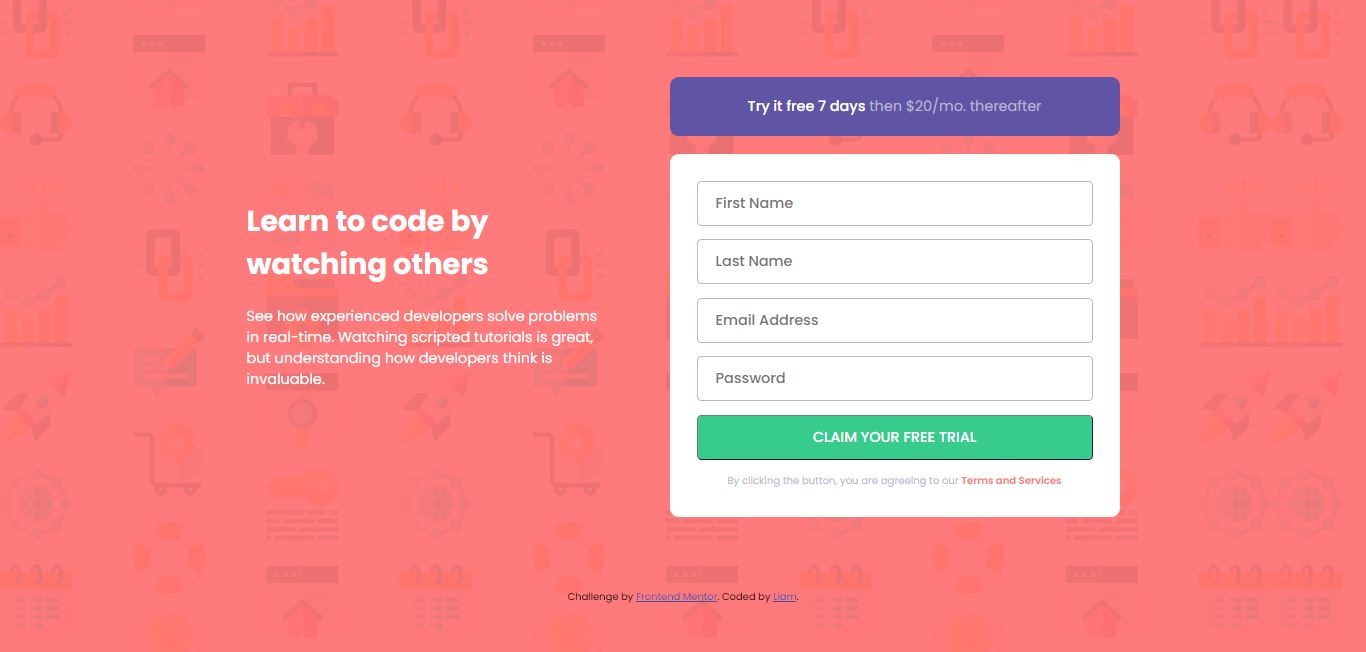 Try it free 7 days then $20/mo. thereafter
Learn to code by
watching others
See how experienced developers solve problems
in real-time. Watching scripted tutorials is great,
but understanding how developers think is
invaluable.
First Name
Last Name
Email Address
Password
CLAIM YOUR FREE TRIAL
By clicking the button, you are agreeing to our Terms and Services
Challenge by Frontend Mentor. Coded by Liam.